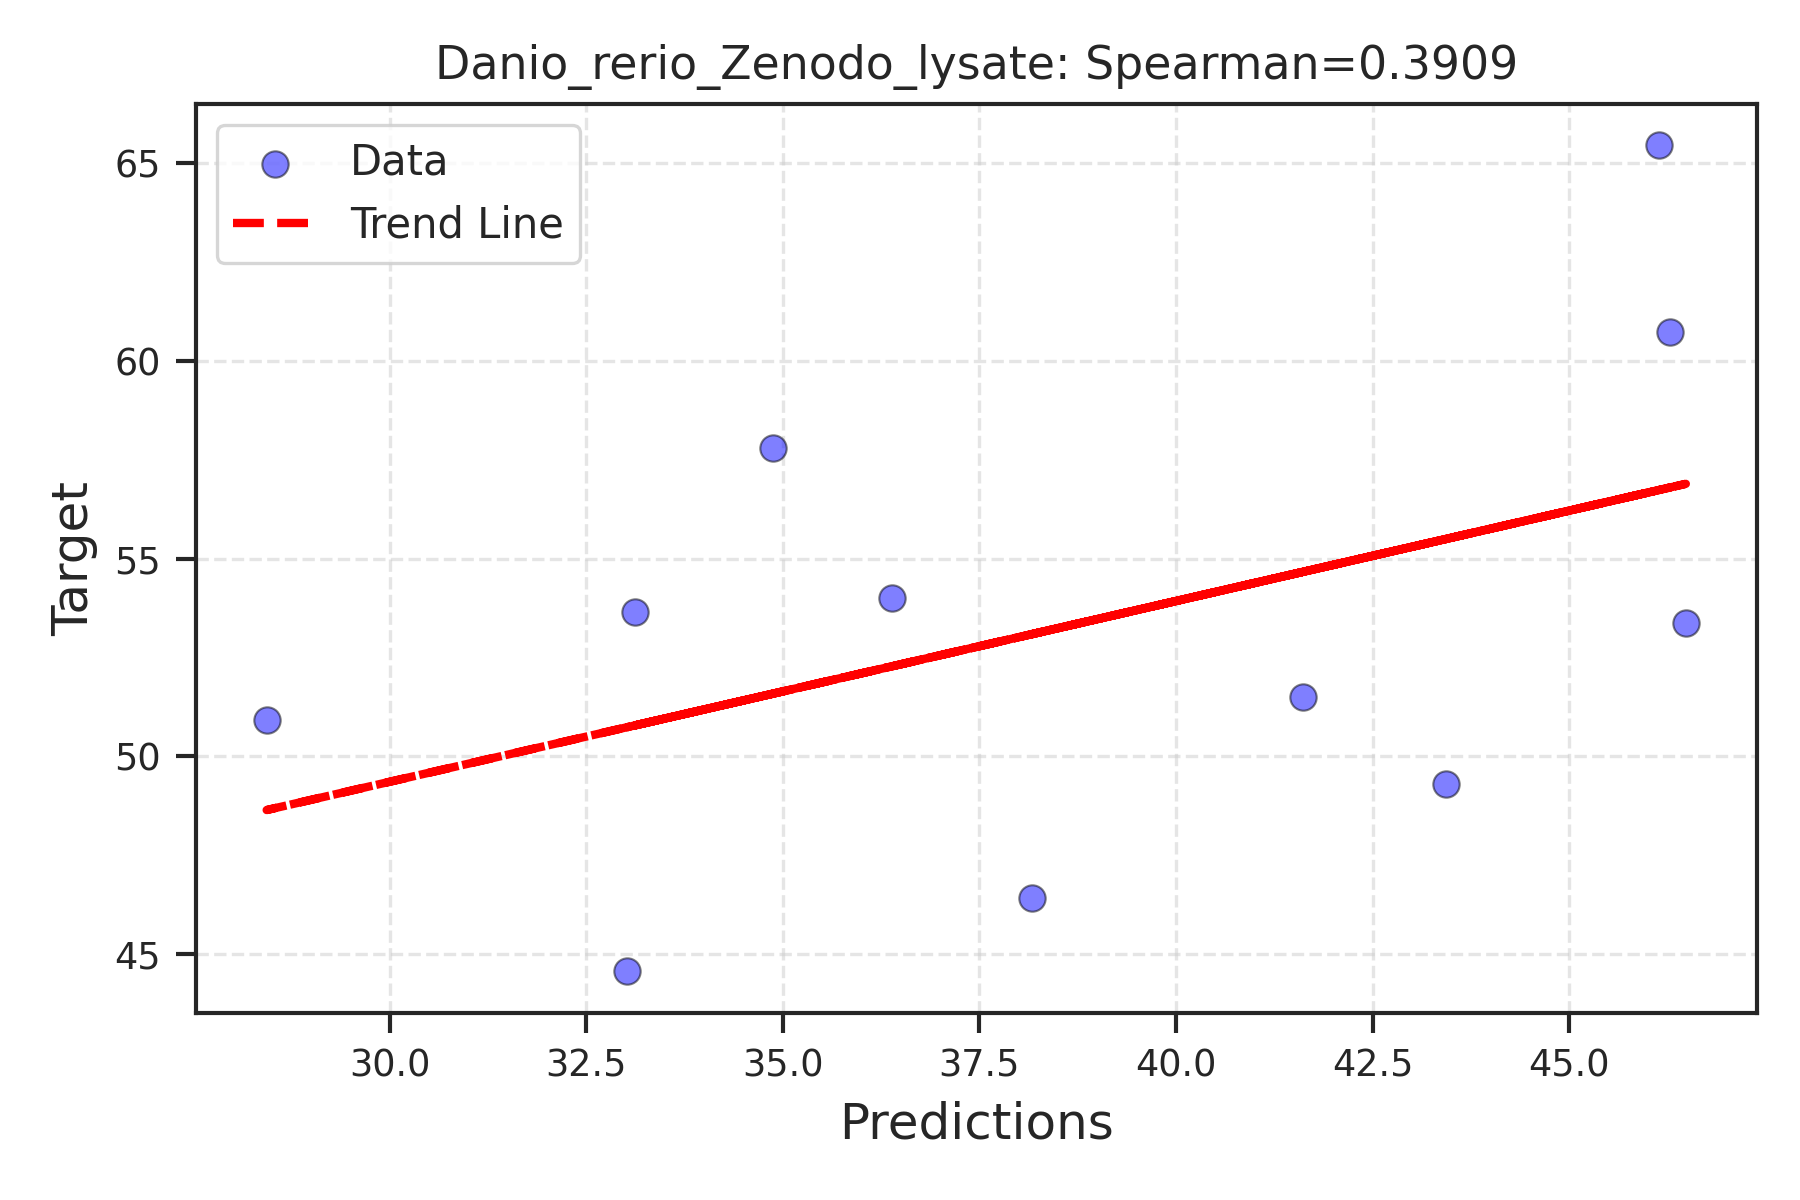 Danio_rerio_Zenodo_lysate: Spearman=0.3909
Data
Trend Line
65
60
55
50
45
Target
30.0 32.5 35.0 37.5 40.0 42.5 45.0
Predictions